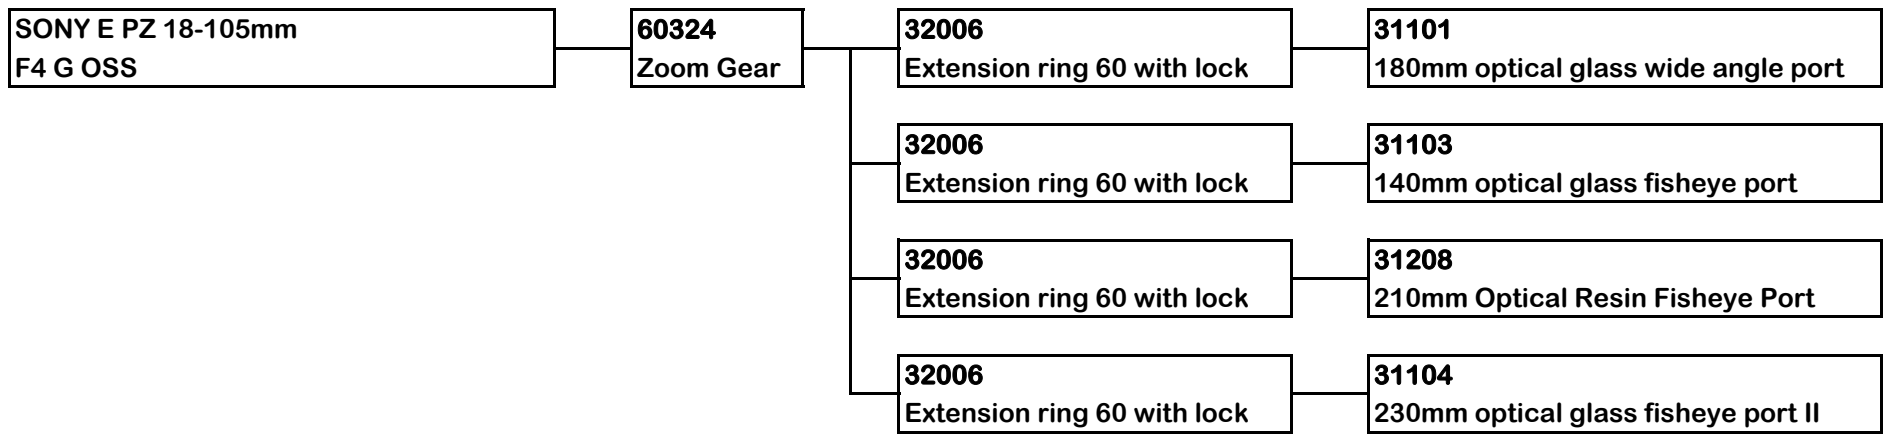 SONY E PZ 18-105mm
F4 G OSS
60324
Zoom Gear
32006
Extension ring 60 with lock
31101
180mm optical glass wide angle port
32006
Extension ring 60 with lock
31103
140mm optical glass fisheye port
32006
Extension ring 60 with lock
31208
210mm Optical Resin Fisheye Port
32006
Extension ring 60 with lock
31104
230mm optical glass fisheye port II